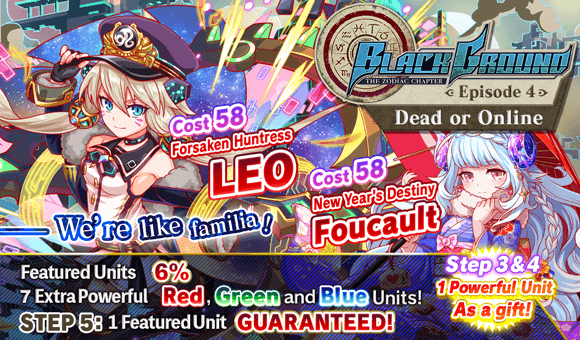 BLACK GROUND
THE ZODIAC CHAPTER
Episode 4
Dead or Online
Cost 58
Forsaken Huntress
LEO
Cost 58
New Year's Destiny
Foucault
We're like familia!
Featured Units 6%
7 Extra Powerful Red, Green and Blue Units!
STEP 5: 1 Featured Unit GUARANTEED!
Step 3 & 4
1 Powerful Unit
As a gift!